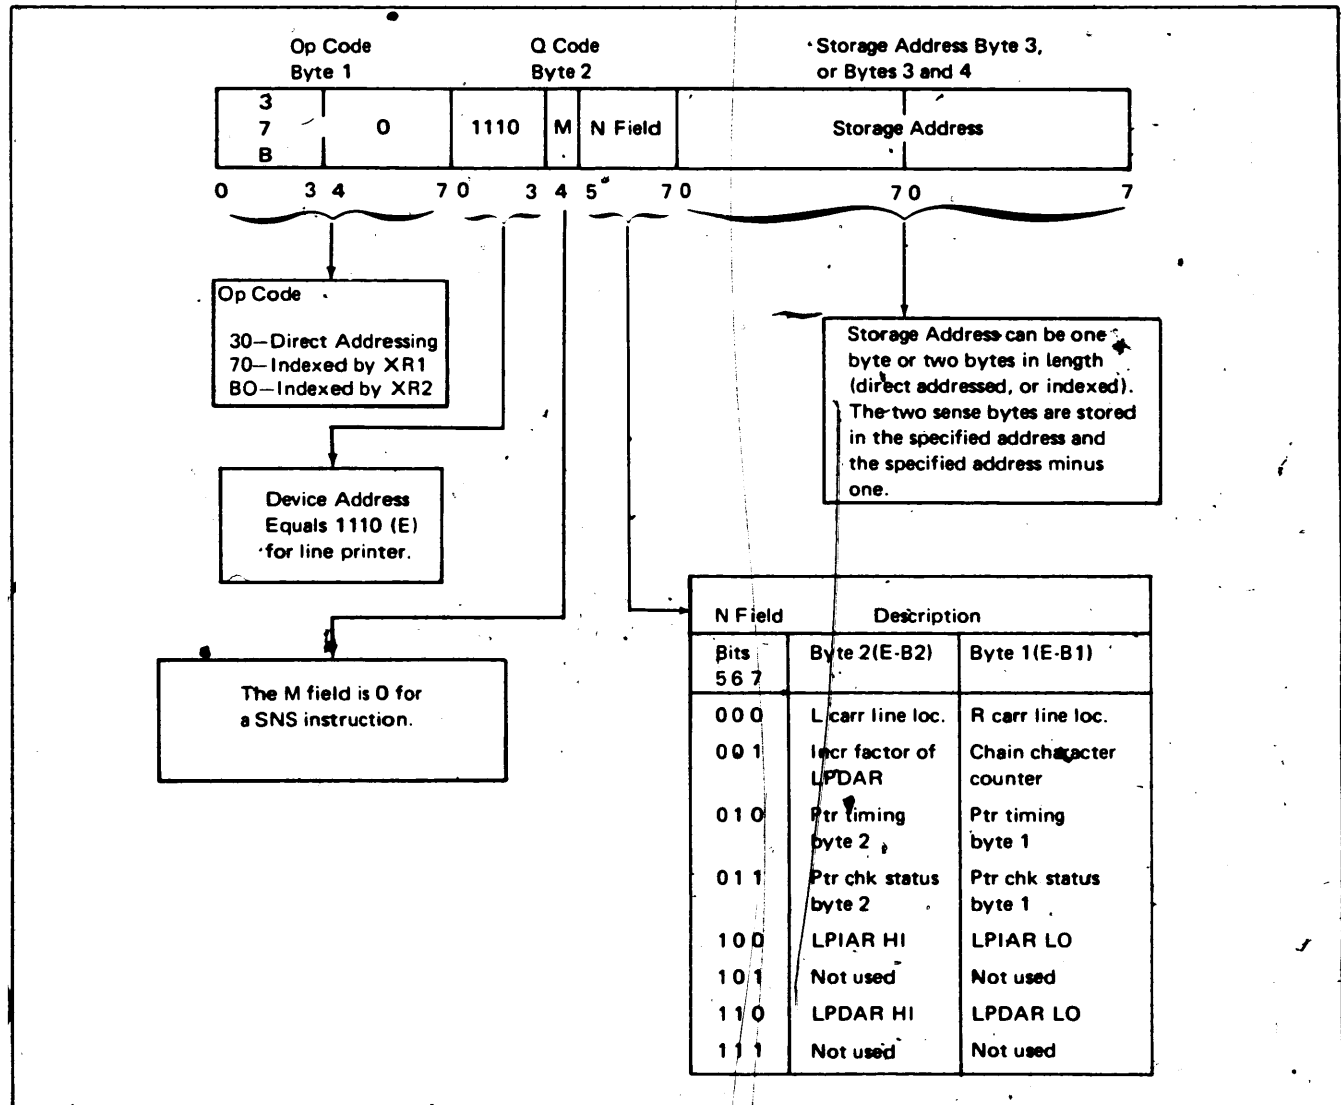 Op Code
Byte 1
Q Code
Byte 2
Storage Address Byte 3,
or Bytes 3 and 4
3
7
B
0
1110
M
N Field
Storage Address
0 3 4 7 0 3 4 5 7 0 7 0 7
Op Code
30—Direct Addressing
70—Indexed by XR1
BO—Indexed by XR2
Storage Address can be one
byte or two bytes in length
(direct addressed, or indexed).
The two sense bytes are stored
in the specified address and
the specified address minus
one.
Device Address
Equals 1110 (E)
for line printer.
The M field is 0 for
a SNS instruction.
N Field Description
Bits Byte 2(E-B2) Byte 1(E-B1)
5 6 7
0 0 0 L carr line loc. R carr line loc.
0 0 1 Incr factor of Chain character
LPDAR counter
0 1 0 Ptr timing Ptr timing
byte 2 byte 1
0 1 1 Ptr chk status Ptr chk status
byte 2 byte 1
1 0 0 LPIAR HI LPIAR LO
1 0 1 Not used Not used
1 1 0 LPDAR HI LPDAR LO
1 1 1 Not used Not used